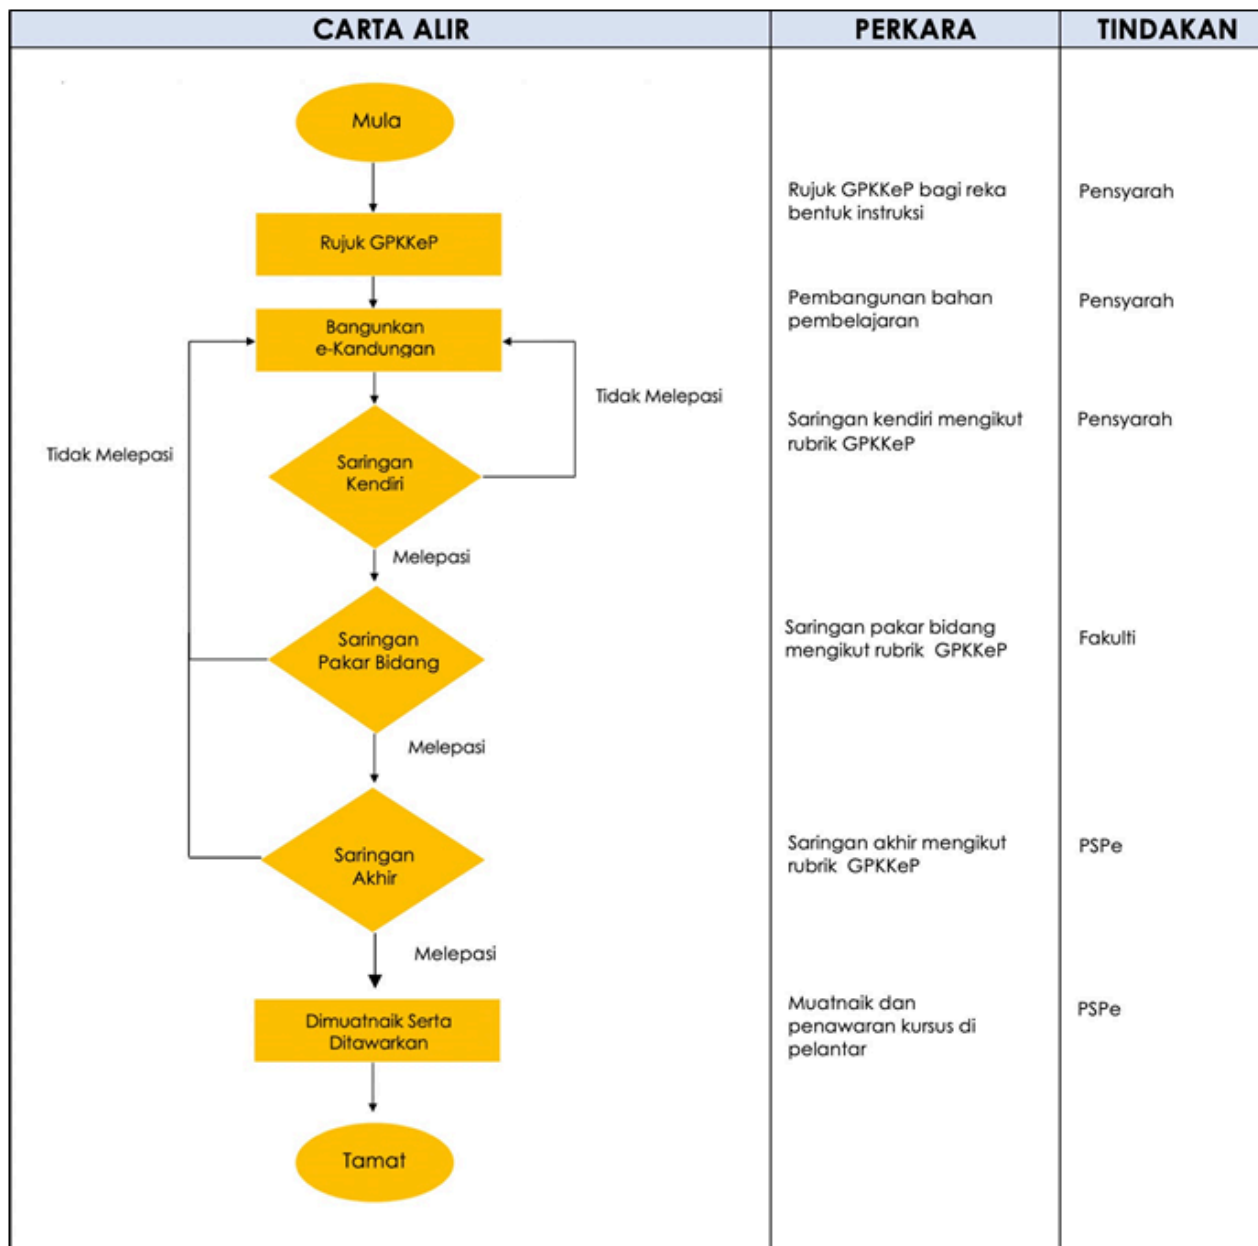 CARTA ALIR
PERKARA
TINDAKAN
Mula
Rujuk GPKKeP bagi reka
bentuk instruksi
Pensyarah
Rujuk GPKKeP
Pembangunan bahan
pembelajaran
Pensyarah
Bangunkan
e-Kandungan
Tidak Melepasi
Tidak Melepasi
Saringan kendiri mengikut
rubrik GPKKeP
Pensyarah
Saringan
Kendiri
Melepasi
Saringan
Pakar Bidang
Saringan pakar bidang
mengikut rubrik GPKKeP
Fakulti
Melepasi
Saringan
Akhir
Saringan akhir mengikut
rubrik GPKKeP
PSPe
Melepasi
Dimuatnaik Serta
Ditawarkan
Muatnaik dan
penawaran kursus di
pelantar
PSPe
Tamat